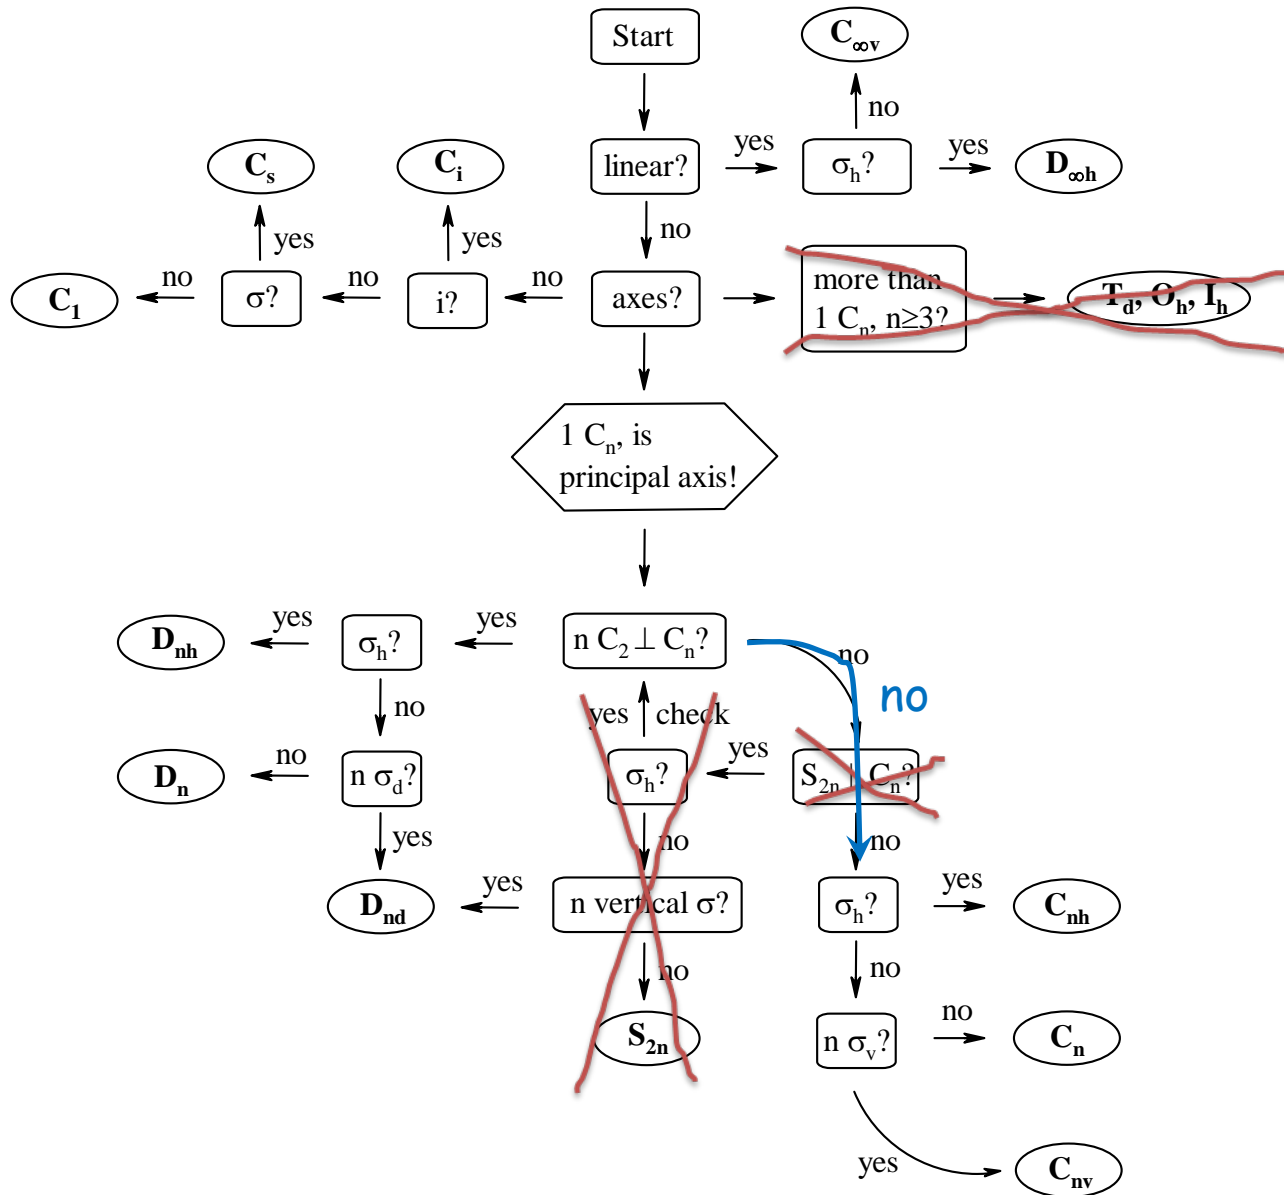 Start
C∞v
no
linear?
yes
σh?
yes
D∞h
Cs
Ci
yes
yes
no
C1
no
σ?
no
i?
no
axes?
more than
1 Cn, n≥3?
Td, Oh, Ih
1 Cn, is
principal axis!
Dnh
yes
σh?
yes
n C2 ⊥ Cn?
no
no
no
yes
check
Dn
no
n σd?
σh?
yes
S2n || Cn?
yes
no
no
Dnd
yes
n vertical σ?
σh?
yes
Cnh
no
no
S2n
n σv?
no
Cn
yes
Cnv